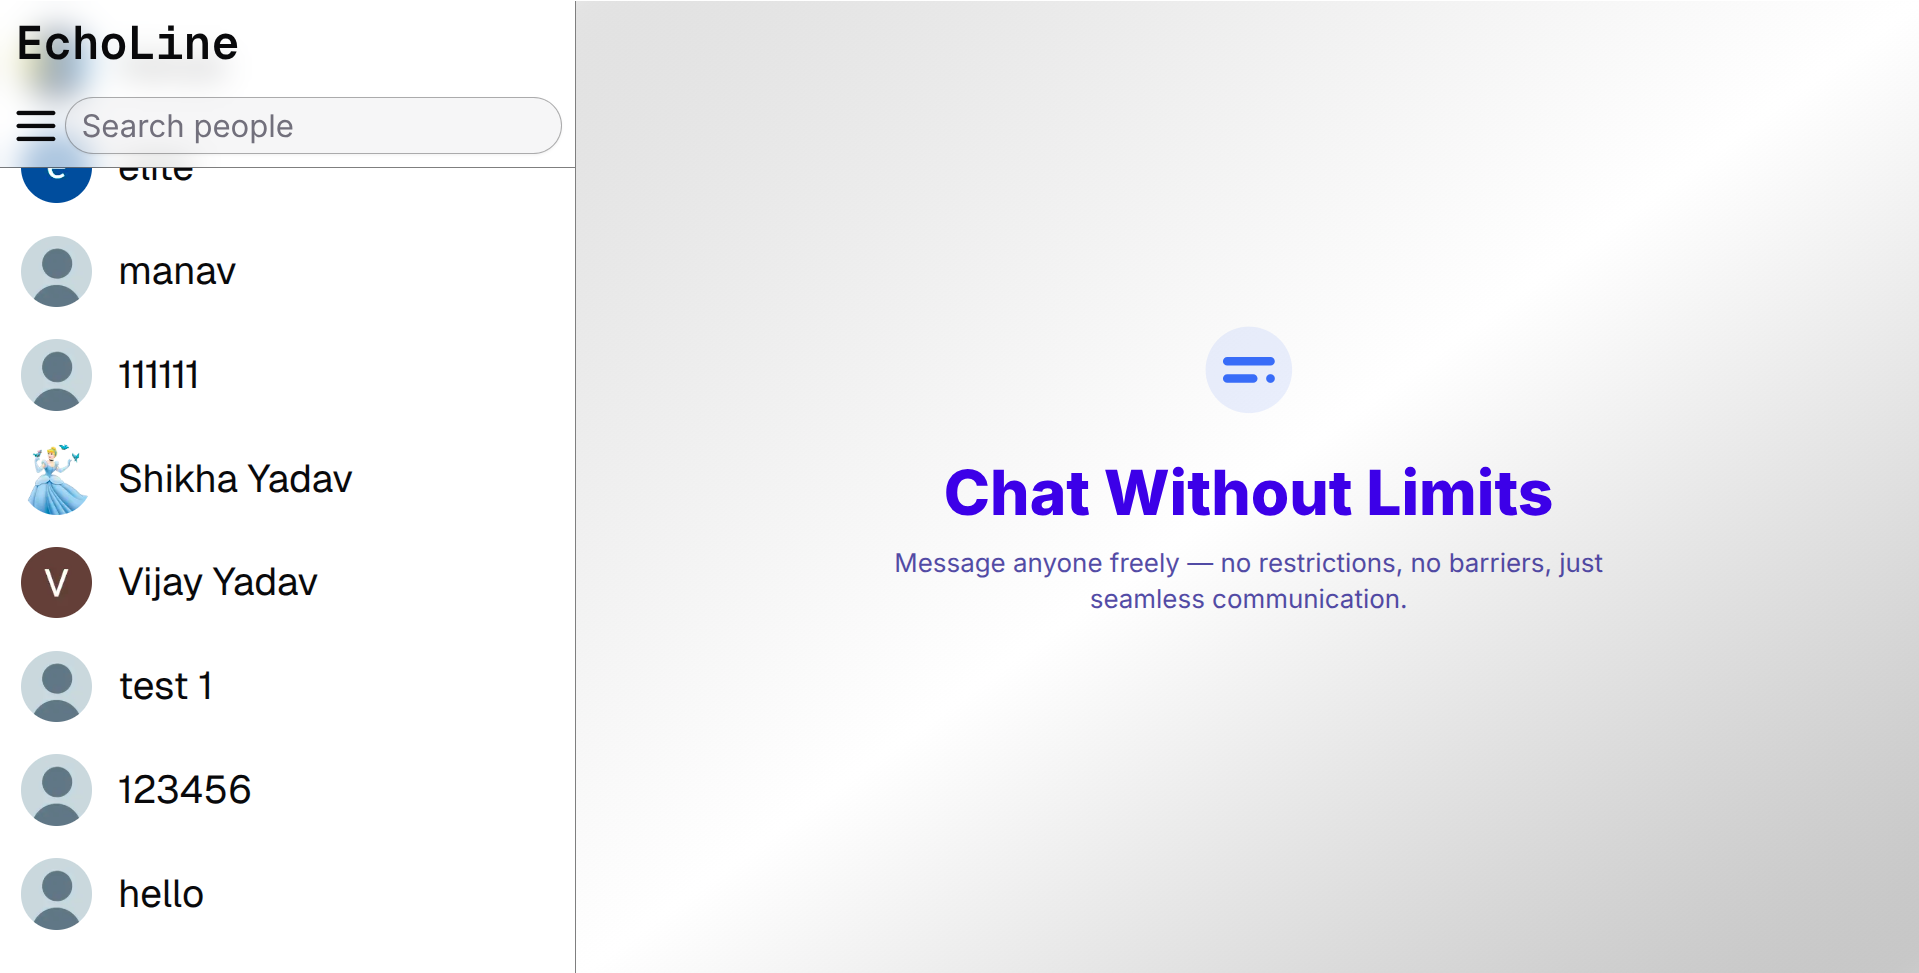 EchoLine
Search people
e
elite
manav
111111
Shikha Yadav
V
Vijay Yadav
test 1
123456
hello
Chat Without Limits
Message anyone freely — no restrictions, no barriers, just
seamless communication.